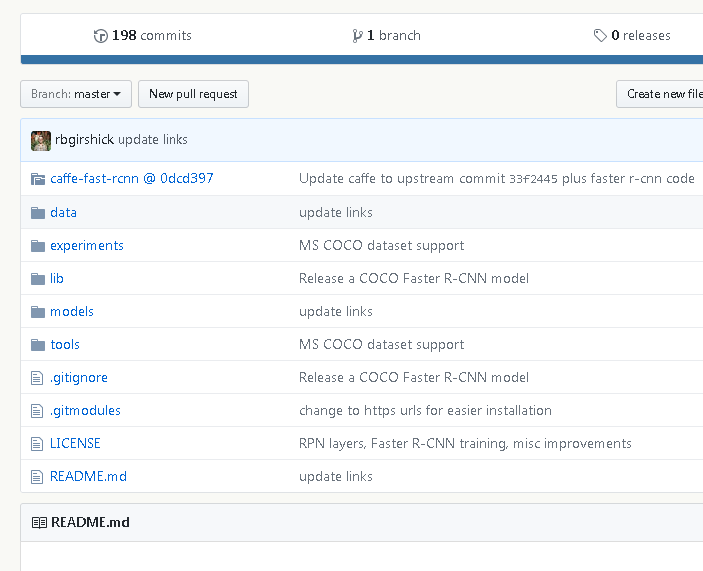 198 commits 1 branch 0 releases
Branch: master New pull request Create new file
rbgirshick update links
caffe-fast-rcnn @ 0dcd397 Update caffe to upstream commit 33f2445 plus faster r-cnn code
data update links
experiments MS COCO dataset support
lib Release a COCO Faster R-CNN model
models update links
tools MS COCO dataset support
.gitignore Release a COCO Faster R-CNN model
.gitmodules change to https urls for easier installation
LICENSE RPN layers, Faster R-CNN training, misc improvements
README.md update links
README.md